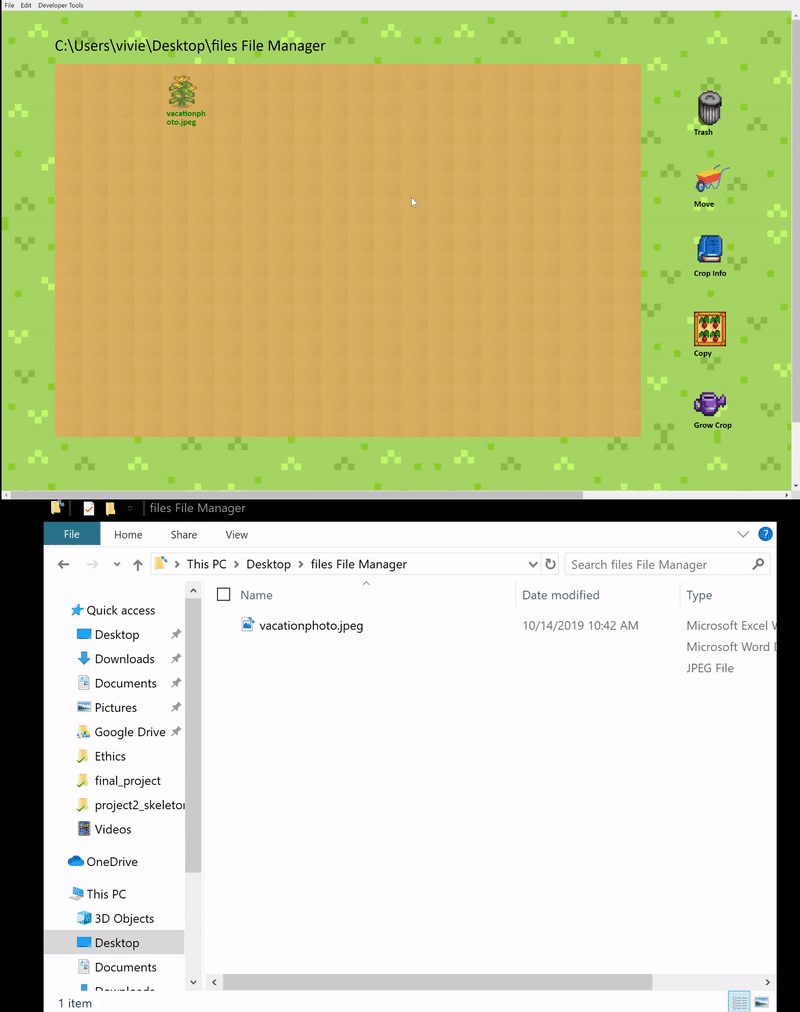 File Edit Developer Tools
C:\Users\vivie\Desktop\files File Manager
vacationph
oto.jpeg
Trash
Move
Crop Info
Copy
Grow Crop
files File Manager
File Home Share View
This PC Desktop files File Manager
Search files File Manager
Name Date modified Type
Quick access
Desktop
Downloads
Documents
Pictures
Google Drive
Ethics
final_project
project2_skeleto
Videos
OneDrive
This PC
3D Objects
Desktop
Documents
Downloads
vacationphoto.jpeg 10/14/2019 10:42 AM Microsoft Excel W
Microsoft Word D
JPEG File
1 item